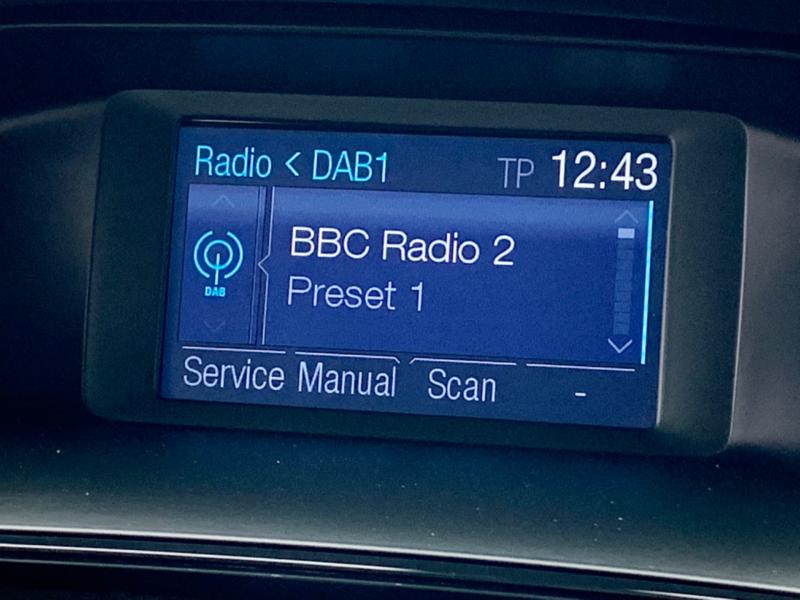 Radio < DAB1 TP 12:43
BBC Radio 2
DAB Preset 1
Service Manual Scan -